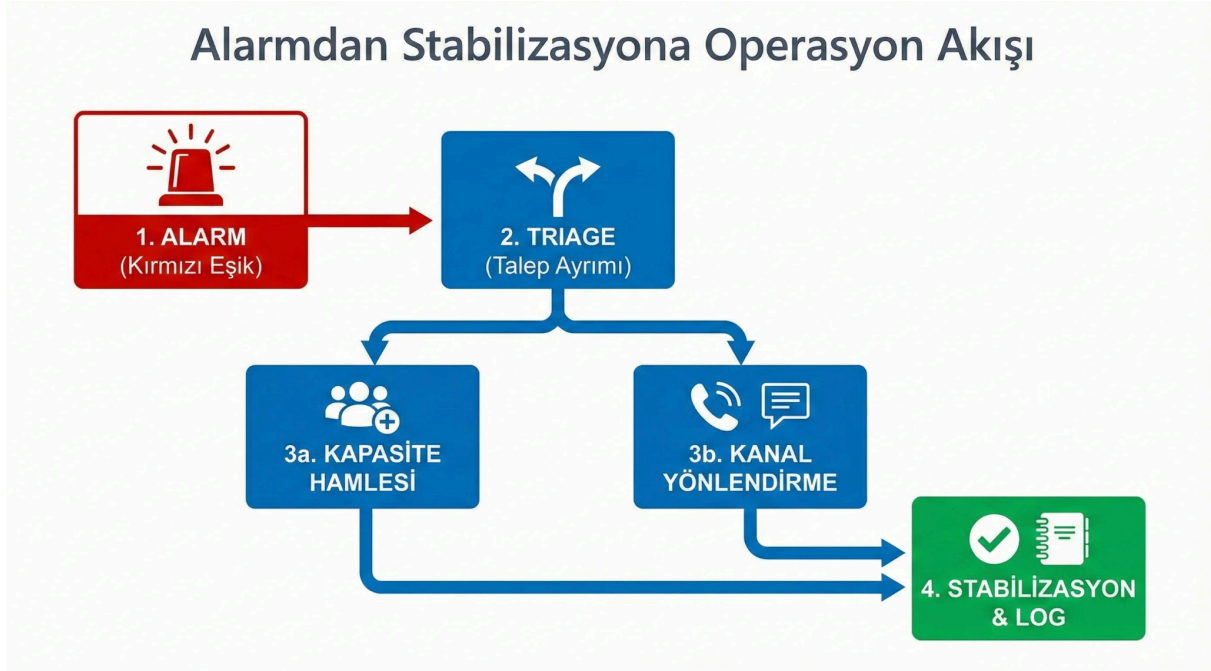 Alarmdan Stabilizasyona Operasyon Akışı
1. ALARM
(Kırmızı Eşik)
2. TRIAGE
(Talep Ayrımı)
3a. KAPASİTE
HAMLESİ
3b. KANAL
YÖNLENDİRME
4. STABİLİZASYON
& LOG